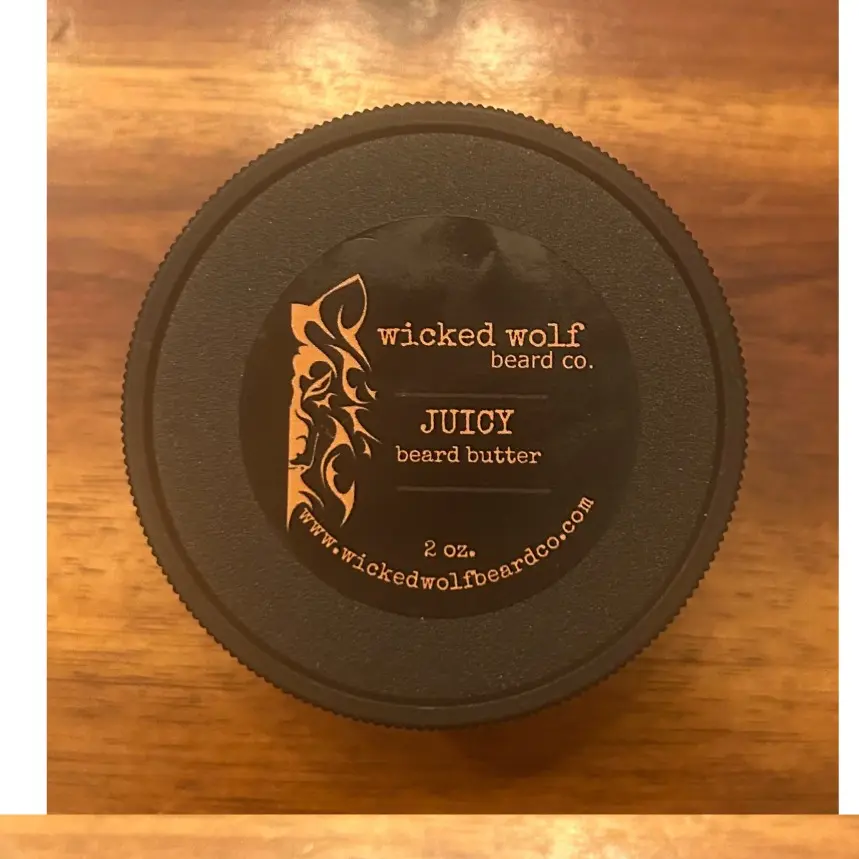 wicked wolf
beard co.
JUICY
beard butter
2 oz.
www.wickedwolfbeardco.com